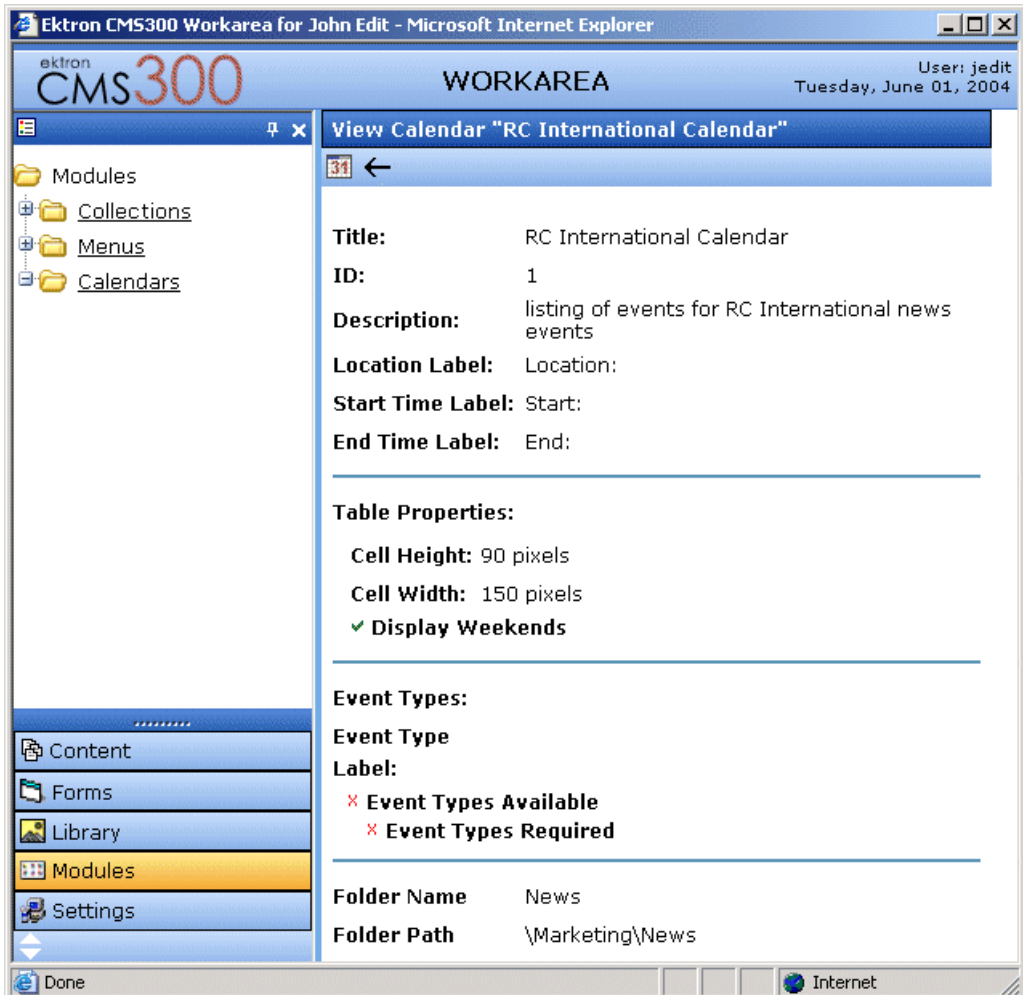 Ektron CMS300 Workarea for John Edit - Microsoft Internet Explorer
ektron
CMS300
WORKAREA
User: jedit
Tuesday, June 01, 2004
View Calendar "RC International Calendar"
31
Modules
Collections
Menus
Calendars
Title: RC International Calendar
ID: 1
Description: listing of events for RC International news
events
Location Label: Location:
Start Time Label: Start:
End Time Label: End:
Table Properties:
Cell Height: 90 pixels
Cell Width: 150 pixels
Display Weekends
Event Types:
Event Type
Label:
Event Types Available
Event Types Required
Folder Name News
Folder Path \Marketing\News
Content
Forms
Library
Modules
Settings
Done
Internet